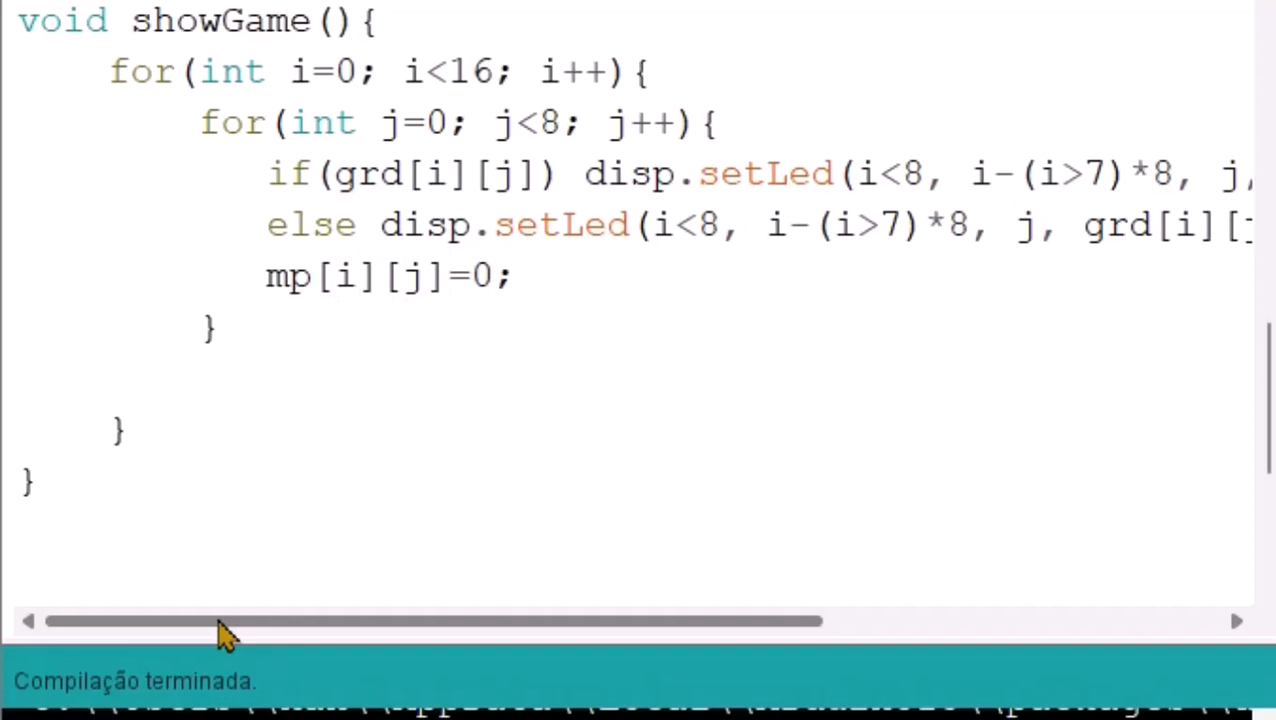 void showGame(){
for(int i=0; i<16; i++){
for(int j=0; j<8; j++){
if(grd[i][j]) disp.setLed(i<8, i-(i>7)*8, j,
else disp.setLed(i<8, i-(i>7)*8, j, grd[i][j
mp[i][j]=0;
}
}
}
Compilação terminada.